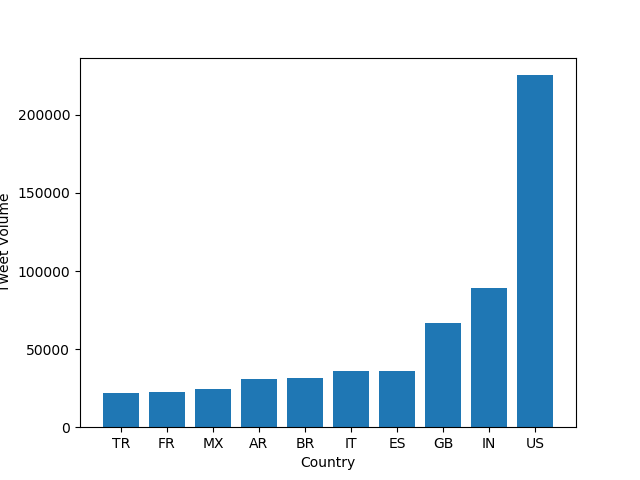 200000
150000
100000
50000
0
Tweet Volume
TR FR MX AR BR IT ES GB IN US
Country